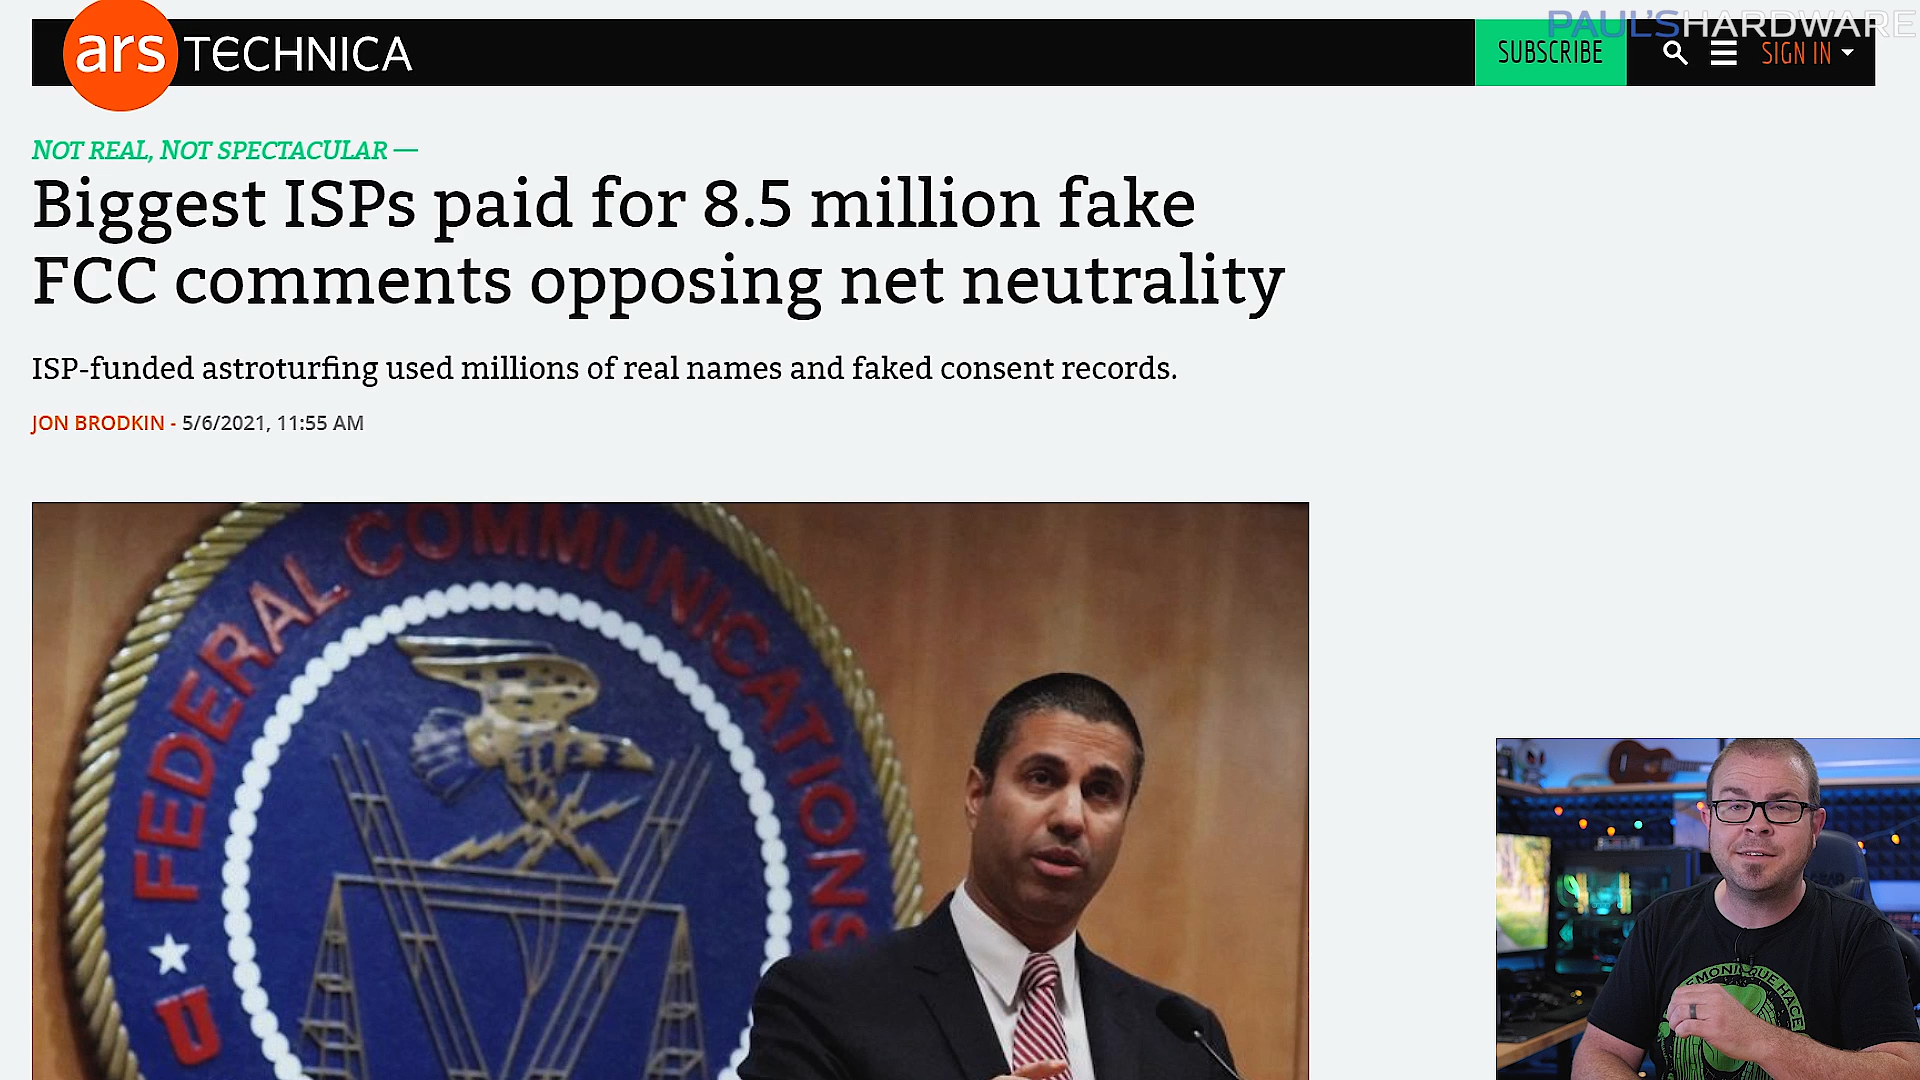 PAUL'SHARDWARE
ars TECHNICA
SUBSCRIBE
SIGN IN
NOT REAL, NOT SPECTACULAR —
Biggest ISPs paid for 8.5 million fake
FCC comments opposing net neutrality
ISP-funded astroturfing used millions of real names and faked consent records.
JON BRODKIN - 5/6/2021, 11:55 AM
FEDERAL COMMUNICATIONS
U